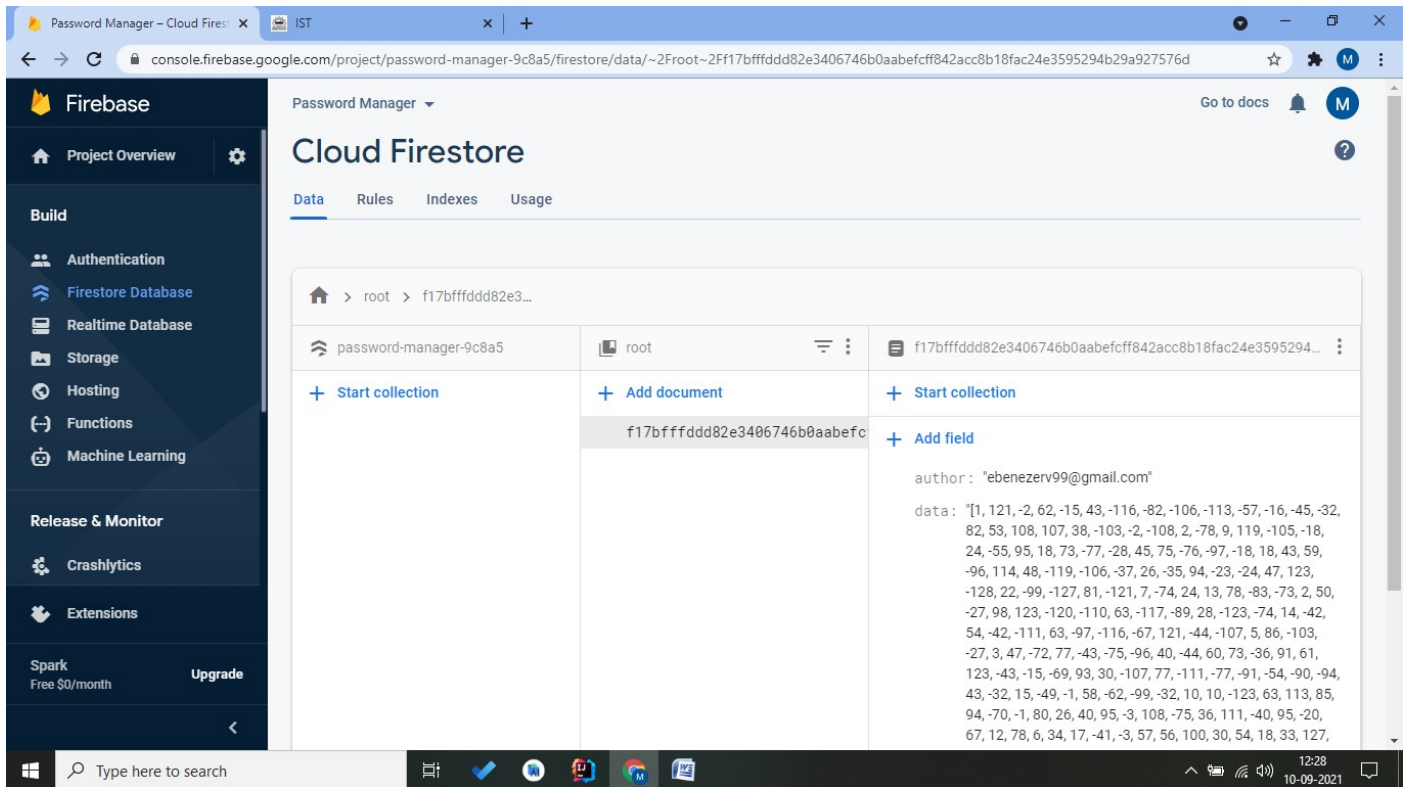 Password Manager – Cloud Fires
IST
console.firebase.google.com/project/password-manager-9c8a5/firestore/data/~2Froot~2Ff17bfffddd82e3406746b0aabefcff842acc8b18fac24e3595294b29a927576d
M
Firebase
Password Manager
Go to docs
M
Project Overview
Cloud Firestore
Data Rules Indexes Usage
Build
Authentication
Firestore Database
Realtime Database
Storage
Hosting
Functions
Machine Learning
Release & Monitor
Crashlytics
Extensions
Spark
Free $0/month
Upgrade
root > f17bfffddd82e3...
password-manager-9c8a5
root
f17bfffddd82e3406746b0aabefcff842acc8b18fac24e3595294...
+ Start collection
+ Add document
+ Start collection
f17bfffddd82e3406746b0aabefc
+ Add field
author: "ebenezerv99@gmail.com"
data: "[1, 121, -2, 62, -15, 43, -116, -82, -106, -113, -57, -16, -45, -32,
82, 53, 108, 107, 38, -103, -2, -108, 2, -78, 9, 119, -105, -18,
24, -55, 95, 18, 73, -77, -28, 45, 75, -76, -97, -18, 18, 43, 59,
-96, 114, 48, -119, -106, -37, 26, -35, 94, -23, -24, 47, 123,
-128, 22, -99, -127, 81, -121, 7, -74, 24, 13, 78, -83, -73, 2, 50,
-27, 98, 123, -120, -110, 63, -117, -89, 28, -123, -74, 14, -42,
54, -42, -111, 63, -97, -116, -67, 121, -44, -107, 5, 86, -103,
-27, 3, 47, -72, 77, -43, -75, -96, 40, -44, 60, 73, -36, 91, 61,
123, -43, -15, -69, 93, 30, -107, 77, -111, -77, -91, -54, -90, -94,
43, -32, 15, -49, -1, 58, -62, -99, -32, 10, 10, -123, 63, 113, 85,
94, -70, -1, 80, 26, 40, 95, -3, 108, -75, 36, 111, -40, 95, -20,
67, 12, 78, 6, 34, 17, -41, -3, 57, 56, 100, 30, 54, 18, 33, 127,
Type here to search
12:28
10-09-2021